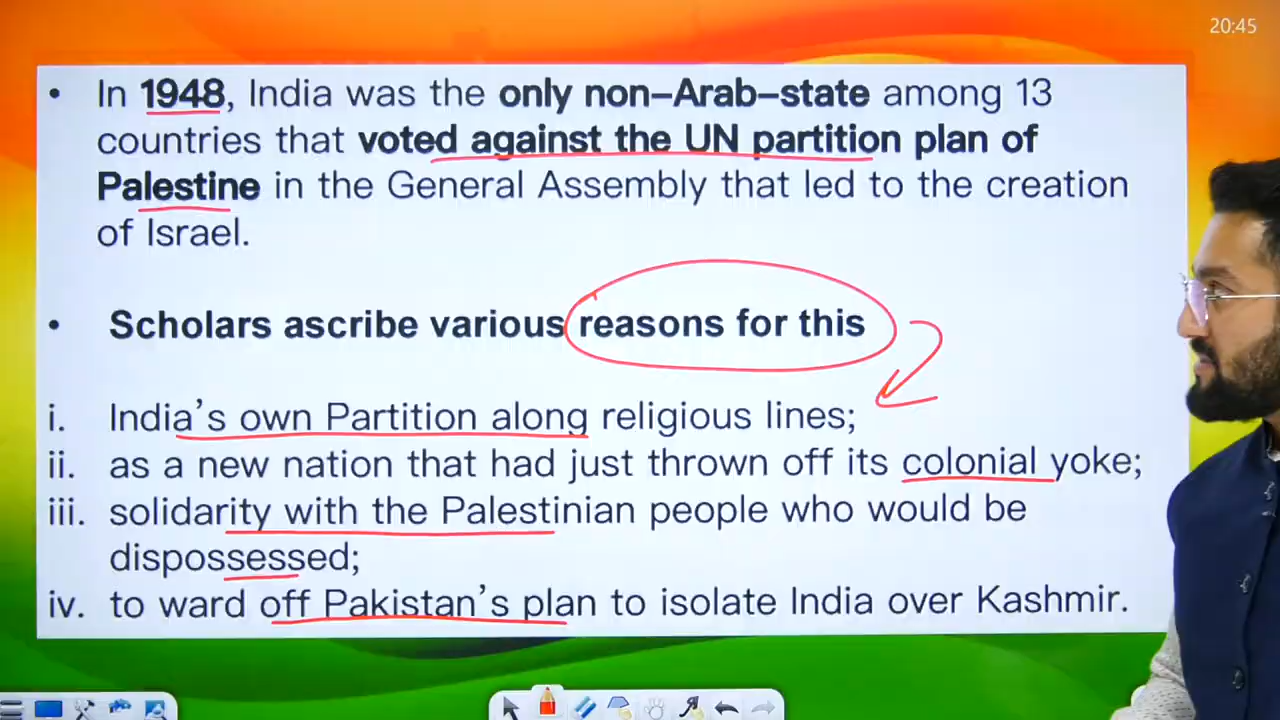 20:45
• In 1948, India was the only non–Arab–state among 13
countries that voted against the UN partition plan of
Palestine in the General Assembly that led to the creation
of Israel.
• Scholars ascribe various reasons for this
i. India's own Partition along religious lines;
ii. as a new nation that had just thrown off its colonial yoke;
iii. solidarity with the Palestinian people who would be
dispossessed;
iv. to ward off Pakistan's plan to isolate India over Kashmir.